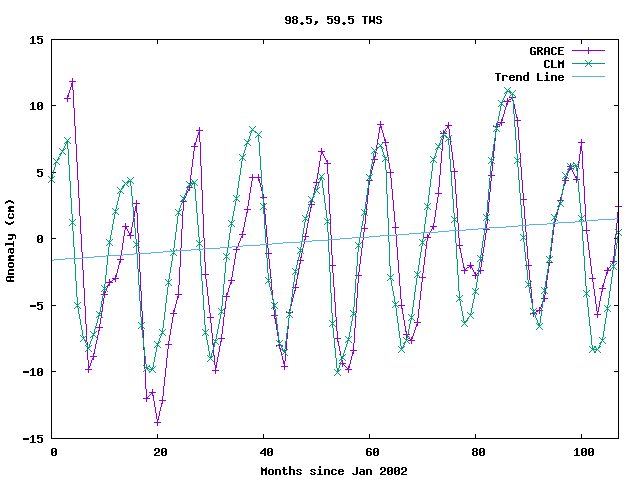 98.5, 59.5 TWS
15
10
5
0
-5
-10
-15
Anomaly (cm)
GRACE
CLM
Trend Line
0 20 40 60 80 100
Months since Jan 2002